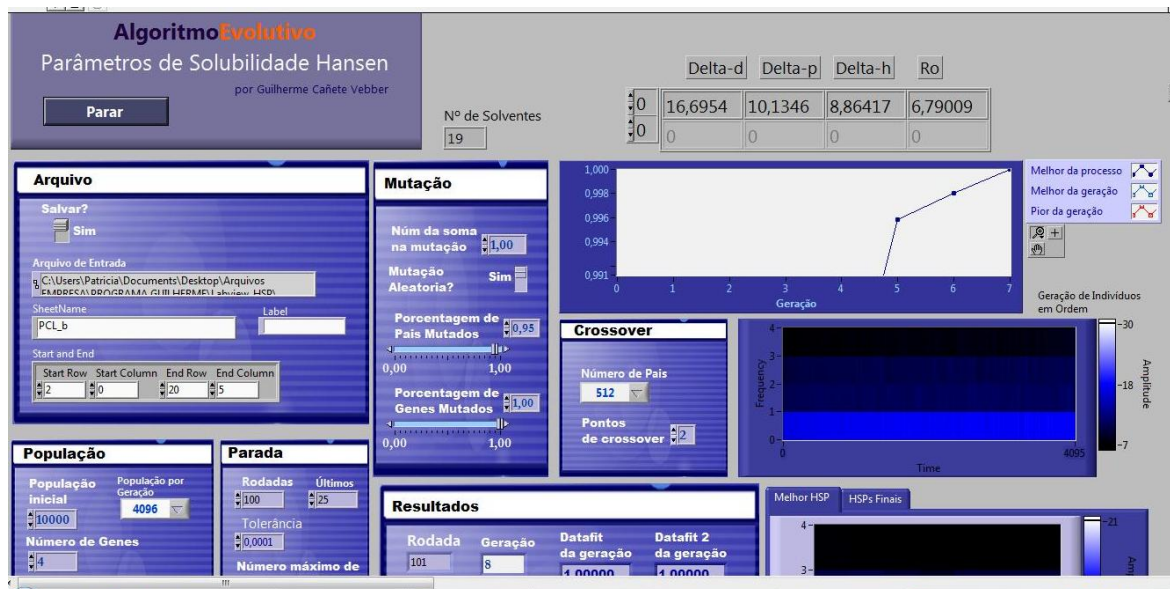 AlgoritmoEvolutivo
Parâmetros de Solubilidade Hansen
por Guilherme Cañete Vebber
Parar
Nº de Solventes
19
Delta-d Delta-p Delta-h Ro
0 16,6954 10,1346 8,86417 6,79009
0 0 0 0 0
Arquivo
Salvar?
Sim
Arquivo de Entrada
C:\Users\Patricia\Documents\Desktop\Arquivos
EMPRESA\PROGRAMA GUILHERME\Labview_HSP\
SheetName Label
PCL_b
Start and End
Start Row Start Column End Row End Column
2 0 20 5
Mutação
Núm da soma
na mutação 1,00
Mutação
Aleatoria? Sim
Porcentagem de
Pais Mutados 0,95
0,00 1,00
Porcentagem de
Genes Mutados 1,00
0,00 1,00
1,000
0,998
0,996
0,994
0,991
0 1 2 3 4 5 6 7
Geração
Melhor da processo
Melhor da geração
Pior da geração
Crossover
Número de Pais
512
Pontos
de crossover 2
Geração de Indivíduos
em Ordem
4
3
2
1
0
Frequency
0 4095
Time
-30
-18
-7
Amplitude
População
População
inicial
10000
População por
Geração
4096
Número de Genes
4
Parada
Rodadas Últimos
100 25
Tolerância
0,0001
Número máximo de
Resultados
Rodada Geração Datafit
da geração Datafit 2
da geração
101 8 1,00000 1,00000
Melhor HSP HSPs Finais
4
3
-21